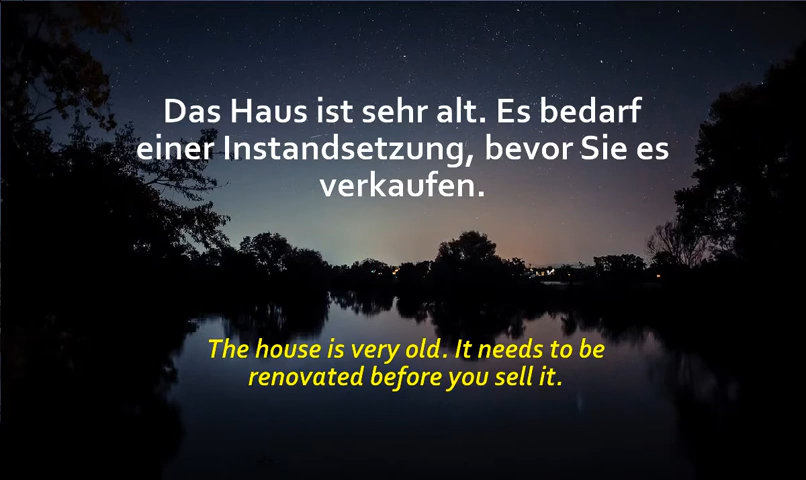 Das Haus ist sehr alt. Es bedarf
einer Instandsetzung, bevor Sie es
verkaufen.
The house is very old. It needs to be
renovated before you sell it.